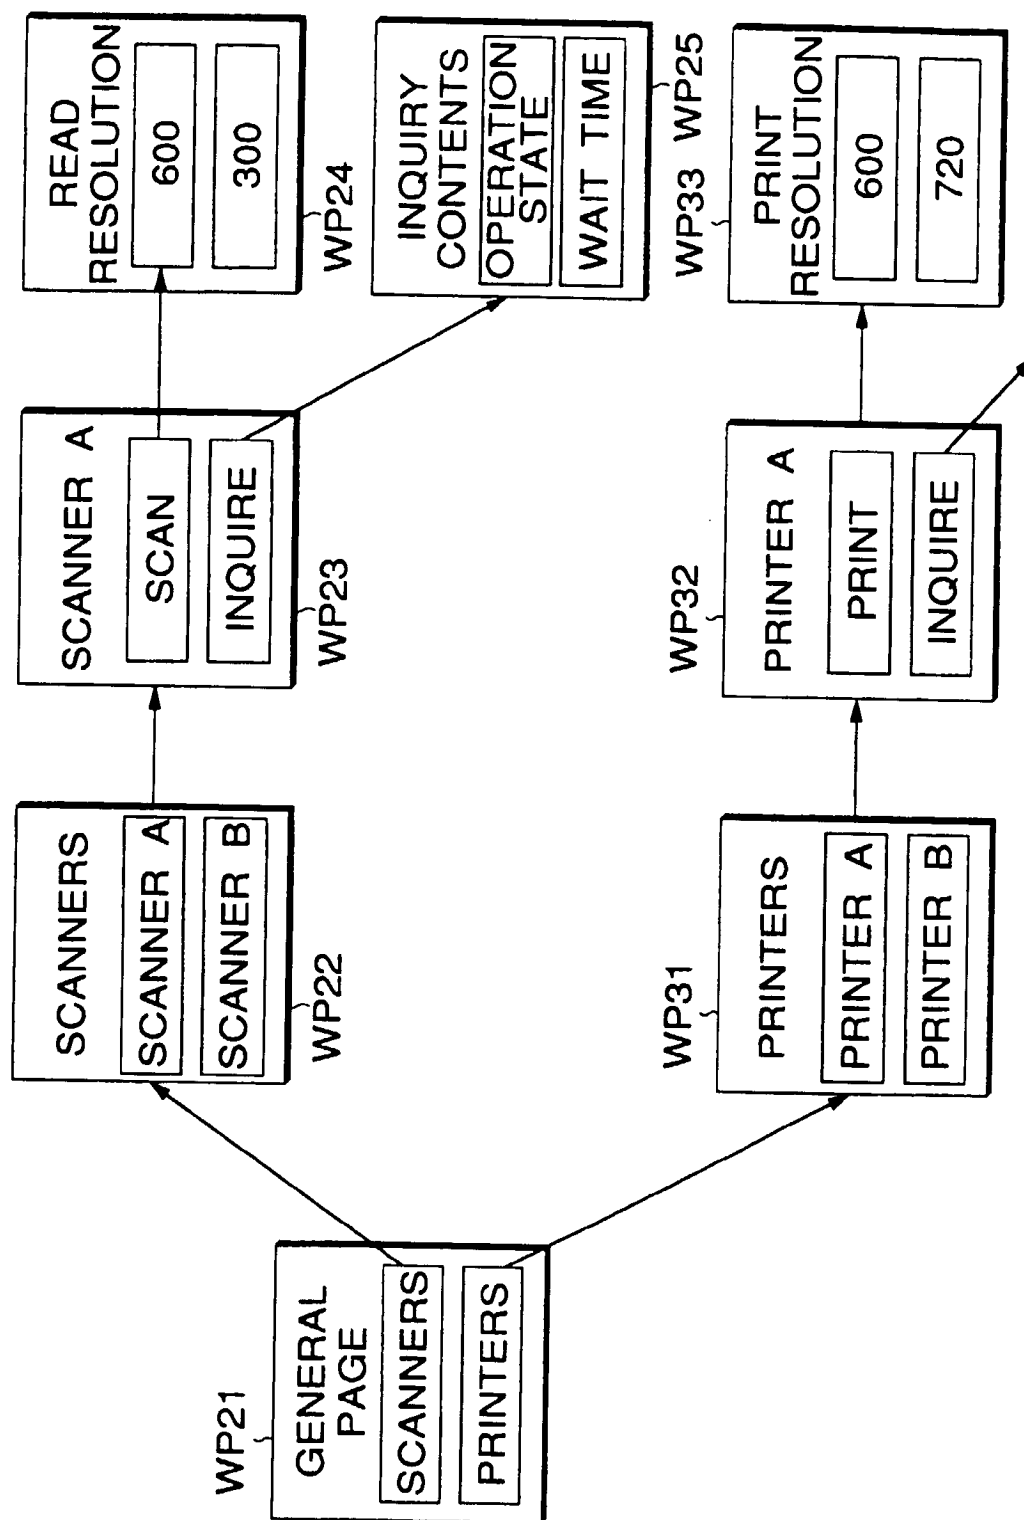 WP21
GENERAL
PAGE
SCANNERS
PRINTERS
SCANNERS
SCANNER A
SCANNER B
WP22
SCANNER A
SCAN
INQUIRE
WP23
READ
RESOLUTION
600
300
WP24
INQUIRY
CONTENTS
OPERATION
STATE
WAIT TIME
WP25
WP31
PRINTERS
PRINTER A
PRINTER B
WP32
PRINTER A
PRINT
INQUIRE
WP33
PRINT
RESOLUTION
600
720